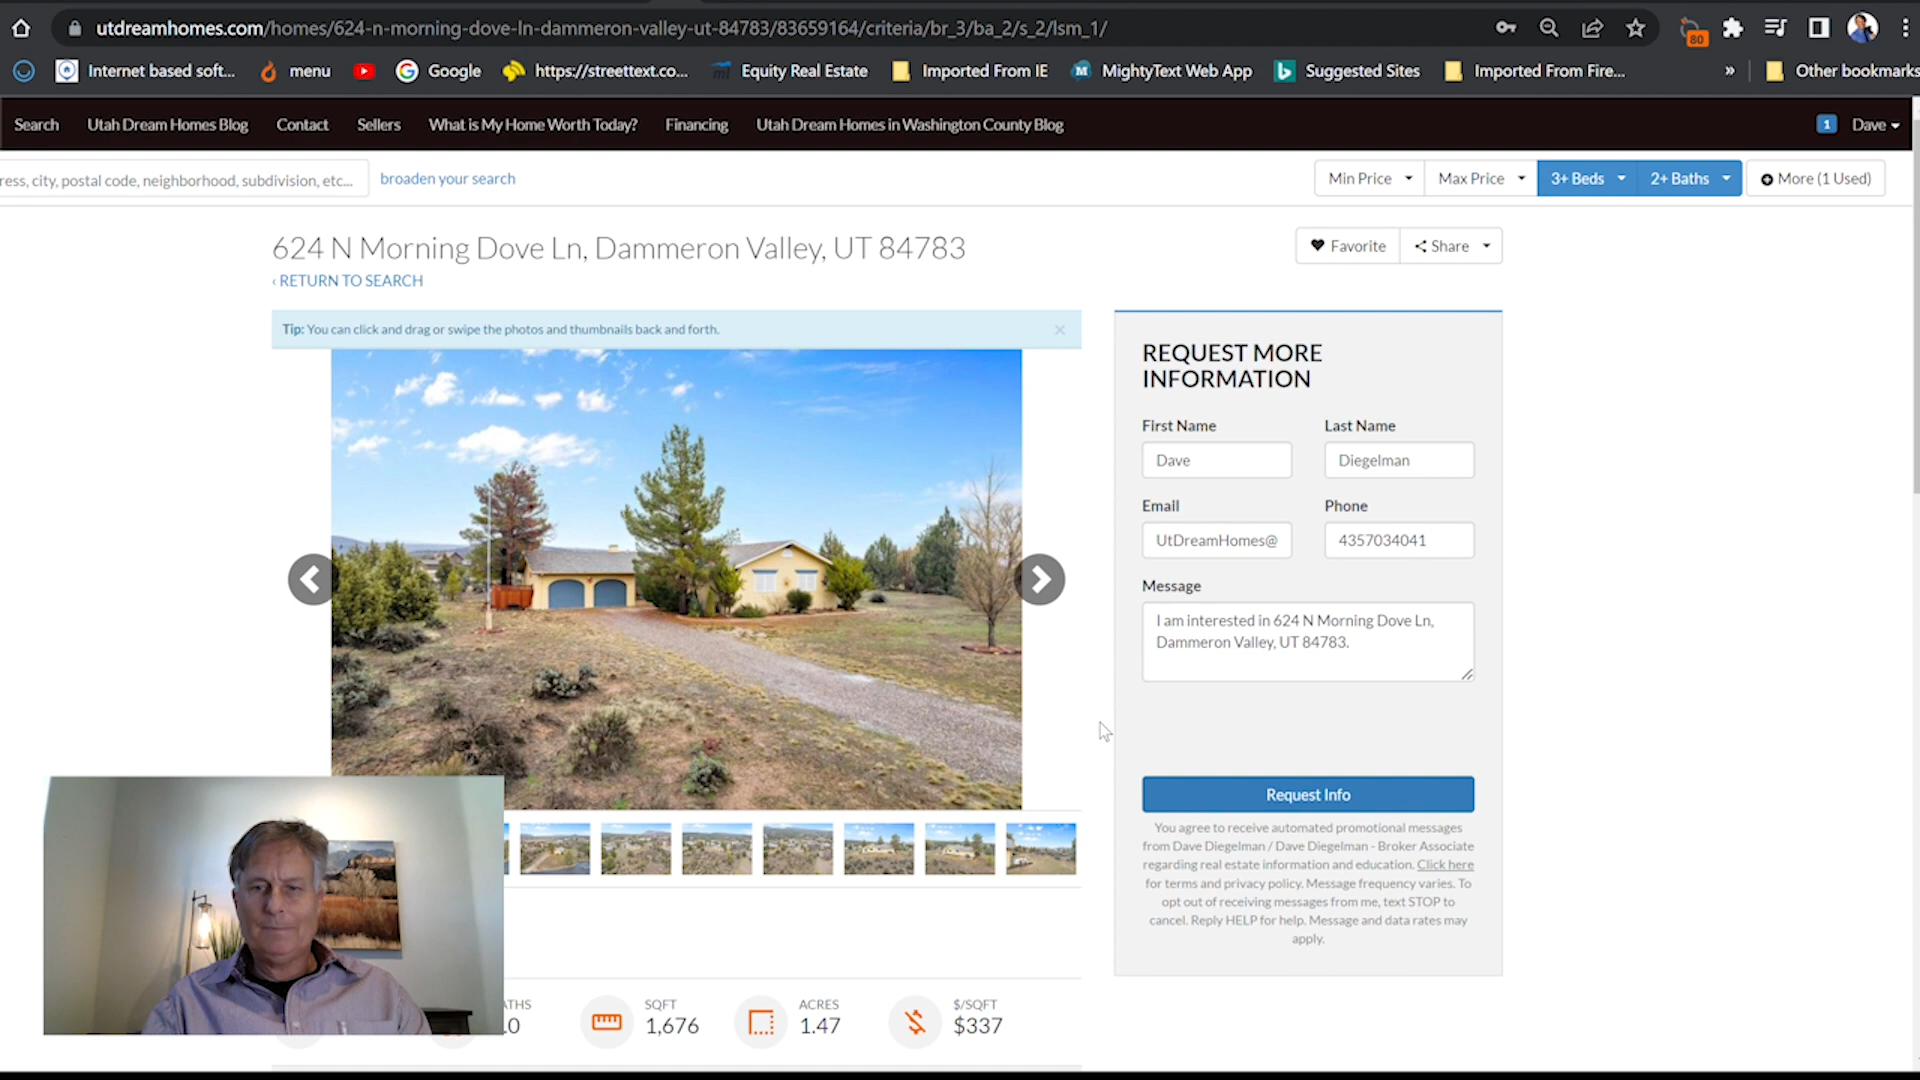 utdreamhomes.com/homes/624-n-morning-dove-ln-dammeron-valley-ut-84783/83659164/criteria/br_3/ba_2/s_2/lsm_1/
80
Internet based soft...
menu
Google
https://streettext.co...
Equity Real Estate
Imported From IE
MightyText Web App
Suggested Sites
Imported From Fire...
»
Other bookmarks
Search
Utah Dream Homes Blog
Contact
Sellers
What is My Home Worth Today?
Financing
Utah Dream Homes in Washington County Blog
1
Dave
ress, city, postal code, neighborhood, subdivision, etc...
broaden your search
Min Price
Max Price
3+ Beds
2+ Baths
More (1 Used)
624 N Morning Dove Ln, Dammeron Valley, UT 84783
‹ RETURN TO SEARCH
Favorite
Share
Tip: You can click and drag or swipe the photos and thumbnails back and forth.
×
REQUEST MORE
INFORMATION
First Name
Last Name
Dave
Diegelman
Email
Phone
UtDreamHomes@
4357034041
Message
I am interested in 624 N Morning Dove Ln,
Dammeron Valley, UT 84783.
Request Info
You agree to receive automated promotional messages
from Dave Diegelman / Dave Diegelman - Broker Associate
regarding real estate information and education. Click here
for terms and privacy policy. Message frequency varies. To
opt out of receiving messages from me, text STOP to
cancel. Reply HELP for help. Message and data rates may
apply.
ATHS
.0
SQFT
1,676
ACRES
1.47
$/SQFT
$337